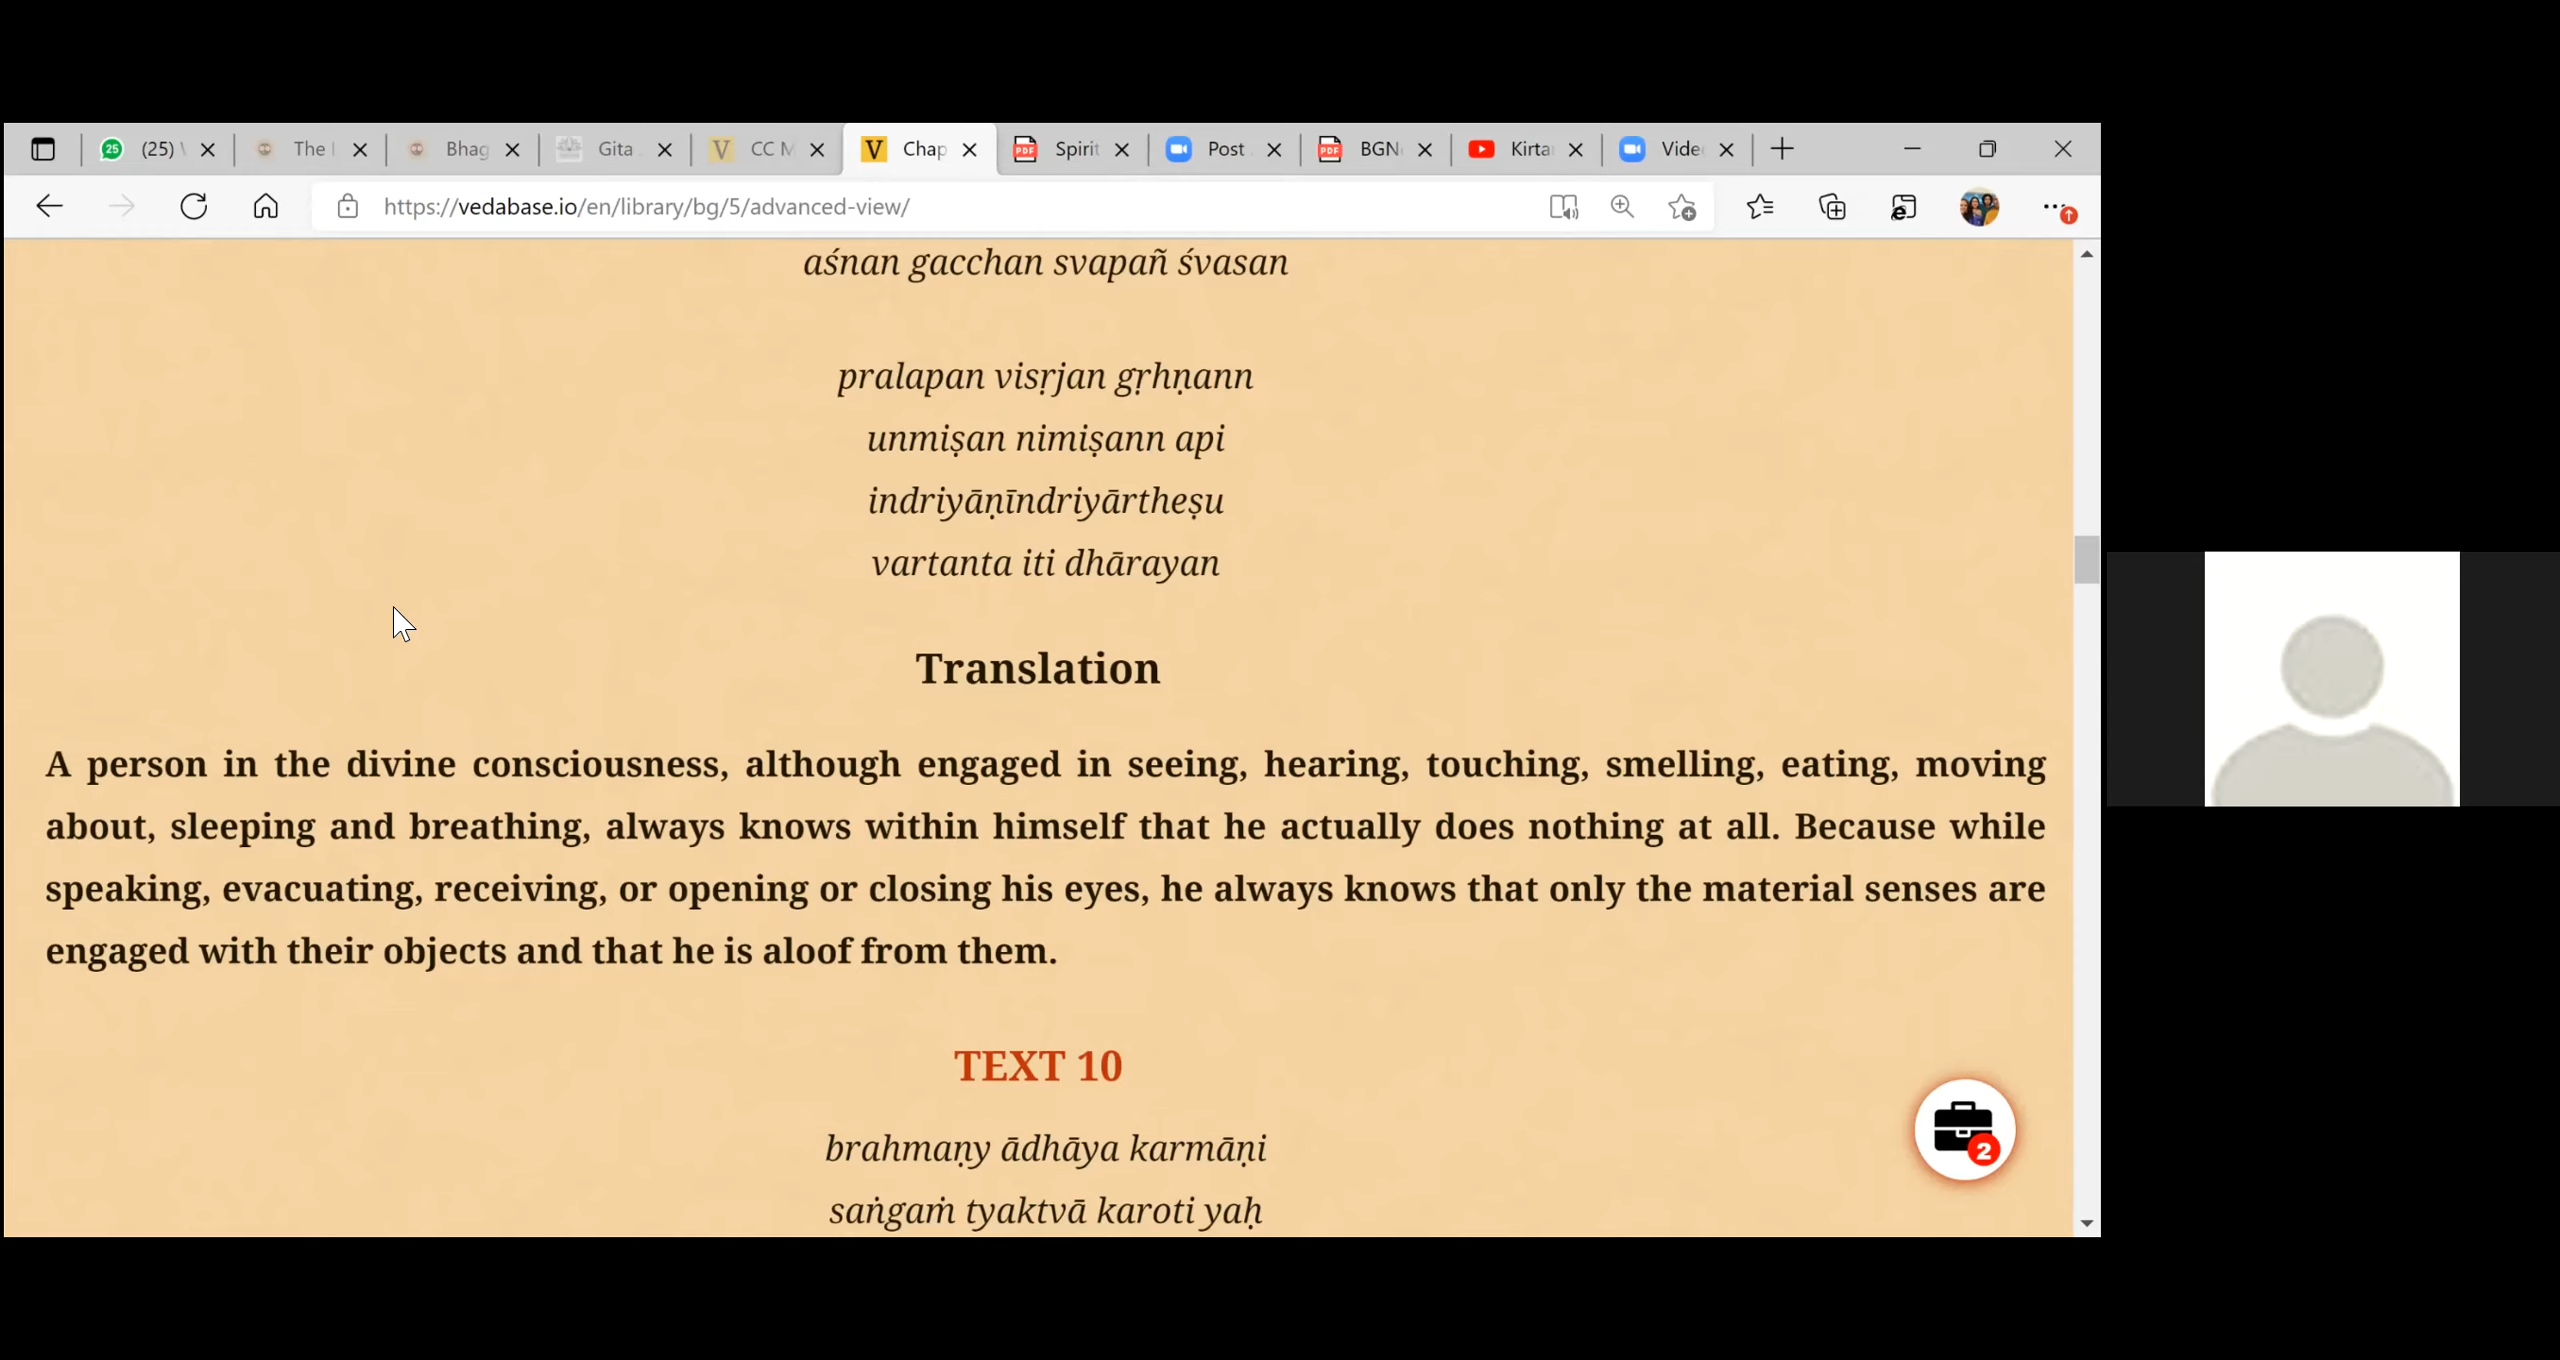 25 (25) The Bhag Gita CC M Chap Spirit Post BGN Kirta Vide
https://vedabase.io/en/library/bg/5/advanced-view/
aśnan gacchan svapañ śvasan
pralapan visṛjan gṛhṇann
unmiṣan nimiṣann api
indriyāṇīndriyārtheṣu
vartanta iti dhārayan
Translation
A person in the divine consciousness, although engaged in seeing, hearing, touching, smelling, eating, moving
about, sleeping and breathing, always knows within himself that he actually does nothing at all. Because while
speaking, evacuating, receiving, or opening or closing his eyes, he always knows that only the material senses are
engaged with their objects and that he is aloof from them.
TEXT 10
brahmaṇy ādhāya karmāṇi
2
saṅgaṁ tyaktvā karoti yaḥ